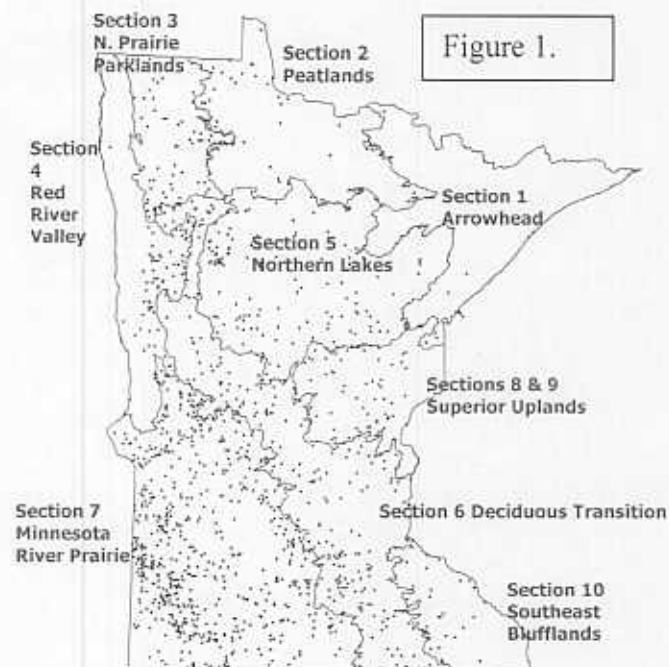 Section 3
N. Prairie
Parklands
Section 2
Peatlands
Figure 1.
Section
4
Red
River
Valley
Section 1
Arrowhead
Section 5
Northern Lakes
Sections 8 & 9
Superior Uplands
Section 7
Minnesota
River Prairie
Section 6 Deciduous Transition
Section 10
Southeast
Blufflands